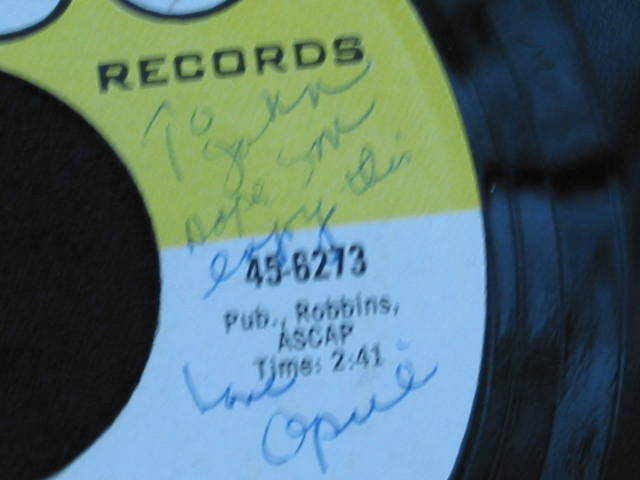 RECORDS
To John
hope you
enjoy this
45-6273
Pub., Robbins,
ASCAP
Time: 2:41
Love
Opie